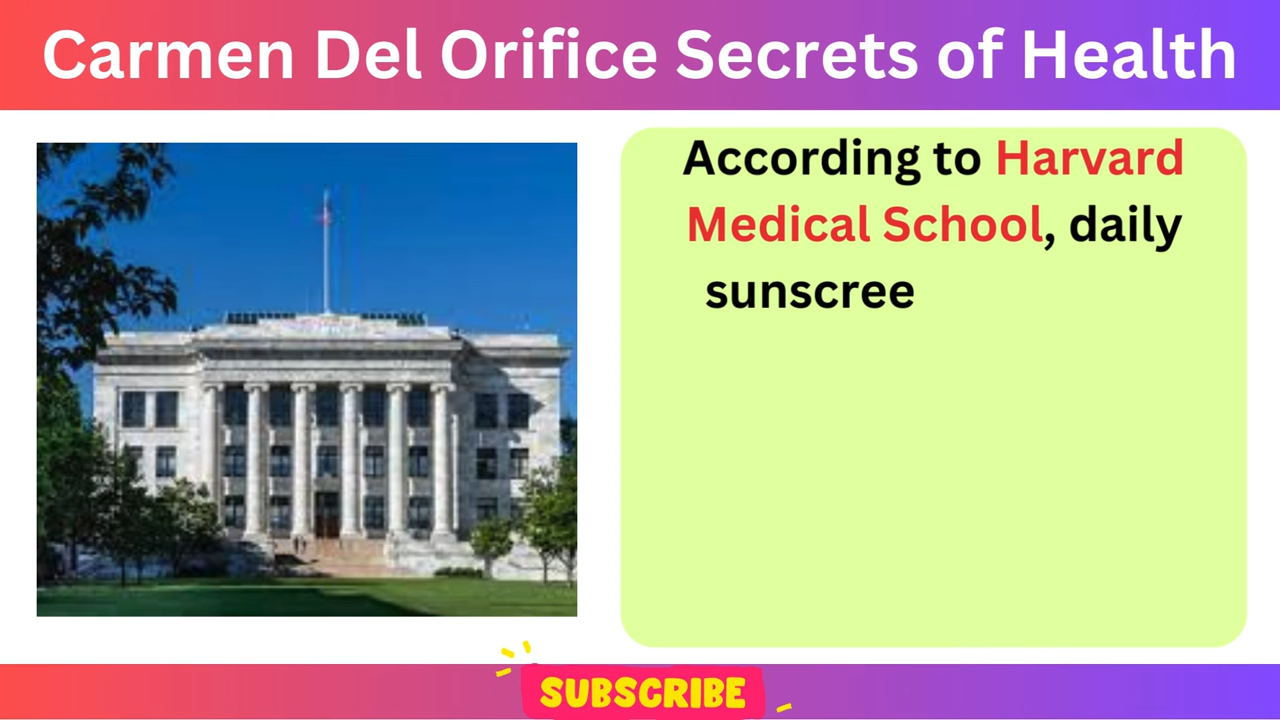 Carmen Del Orifice Secrets of Health
According to Harvard
Medical School, daily
sunscree
SUBSCRIBE